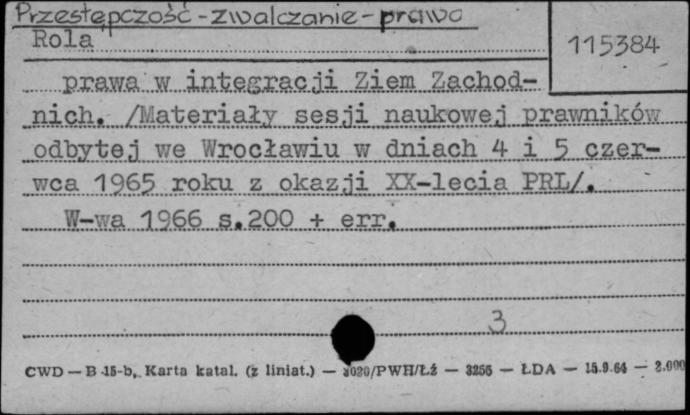 Przestępczość - zwalczanie - prawo
Rola
115384
prawa w integracji Ziem Zachod-
nich. /Materiały sesji naukowej prawników
odbytej we Wrocławiu w dniach 4 i 5 czer-
wca 1965 roku z okazji XX-lecia PRL/.
W-wa 1966 s.200 + err.
3
CWD — B 15-b, Karta katal. (z liniat.) — 3020/PWH/Łź — 3256 — ŁDA — 15.9.64 — 2.000